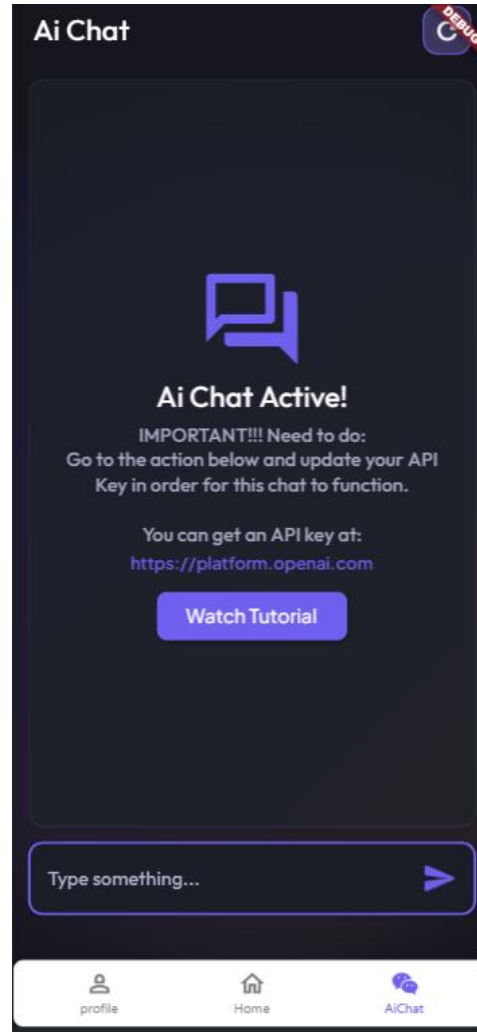 Ai Chat
DEBUG
Ai Chat Active!
IMPORTANT!!! Need to do:
Go to the action below and update your API
Key in order for this chat to function.
You can get an API key at:
https://platform.openai.com
Watch Tutorial
Type something...
profile
Home
AiChat